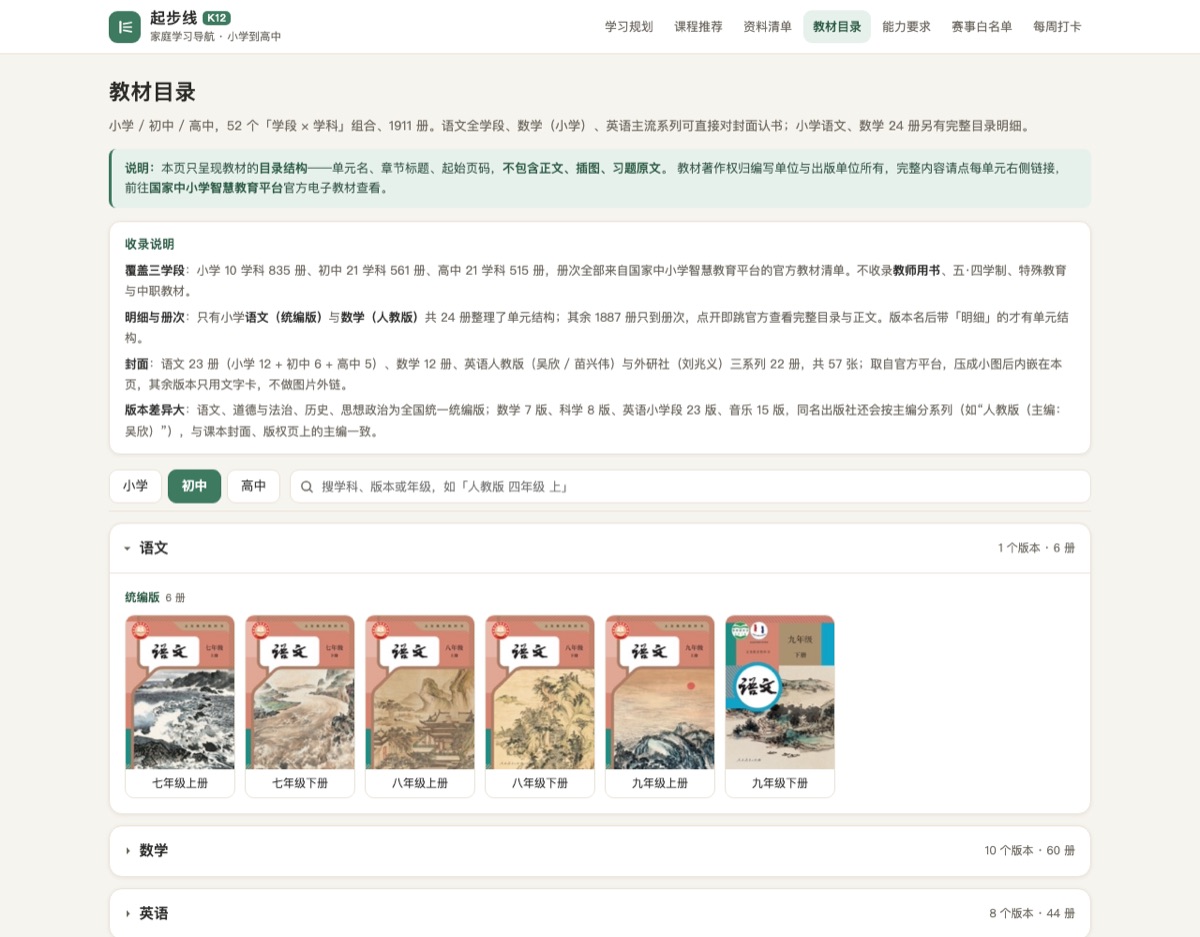 起步线 K12
家庭学习导航 · 小学到高中
学习规划 课程推荐 资料清单 教材目录 能力要求 赛事白名单 每周打卡
教材目录
小学 / 初中 / 高中，52 个「学段 × 学科」组合、1911 册。语文全学段、数学（小学）、英语主流系列可直接对封面认书；小学语文、数学 24 册另有完整目录明细。
说明：本页只呈现教材的目录结构——单元名、章节标题、起始页码，不包含正文、插图、习题原文。 教材著作权归编写单位与出版单位所有，完整内容请点每单元右侧链接，
前往国家中小学智慧教育平台官方电子教材查看。
收录说明
覆盖三学段：小学 10 学科 835 册、初中 21 学科 561 册、高中 21 学科 515 册，册次全部来自国家中小学智慧教育平台的官方教材清单。不收录教师用书、五·四学制、特殊教育
与中职教材。
明细与册次：只有小学语文（统编版）与数学（人教版）共 24 册整理了单元结构；其余 1887 册只到册次，点开即跳官方查看完整目录与正文。版本名后带「明细」的才有单元结
构。
封面：语文 23 册（小学 12 + 初中 6 + 高中 5）、数学 12 册、英语人教版（吴欣 / 苗兴伟）与外研社（刘兆义）三系列 22 册，共 57 张；取自官方平台，压成小图后内嵌在本
页，其余版本只用文字卡，不做图片外链。
版本差异大：语文、道德与法治、历史、思想政治为全国统一统编版；数学 7 版、科学 8 版、英语小学段 23 版、音乐 15 版，同名出版社还会按主编分系列（如“人教版（主编：
吴欣）”），与课本封面、版权页上的主编一致。
小学 初中 高中 搜学科、版本或年级，如「人教版 四年级 上」
语文 1 个版本 · 6 册
统编版 6 册
语文 七年级 语文 七年级 语文 八年级 语文 八年级 语文 九年级 九年级
下册
语文
七年级上册 七年级下册 八年级上册 八年级下册 九年级上册 九年级下册
数学 10 个版本 · 60 册
英语 8 个版本 · 44 册